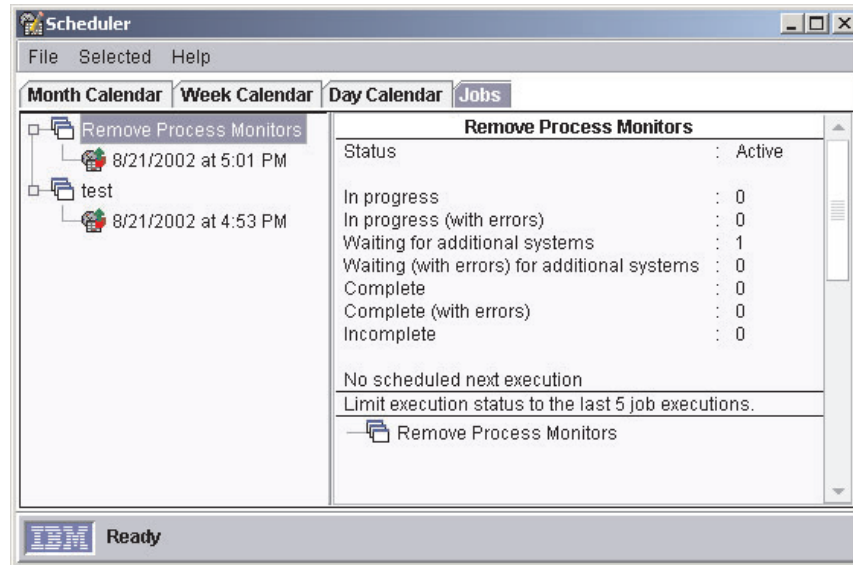 Scheduler
File Selected Help
Month Calendar Week Calendar Day Calendar Jobs
Remove Process Monitors
8/21/2002 at 5:01 PM
test
8/21/2002 at 4:53 PM
Remove Process Monitors
Status : Active
In progress : 0
In progress (with errors) : 0
Waiting for additional systems : 1
Waiting (with errors) for additional systems : 0
Complete : 0
Complete (with errors) : 0
Incomplete : 0
No scheduled next execution
Limit execution status to the last 5 job executions.
Remove Process Monitors
IBM Ready